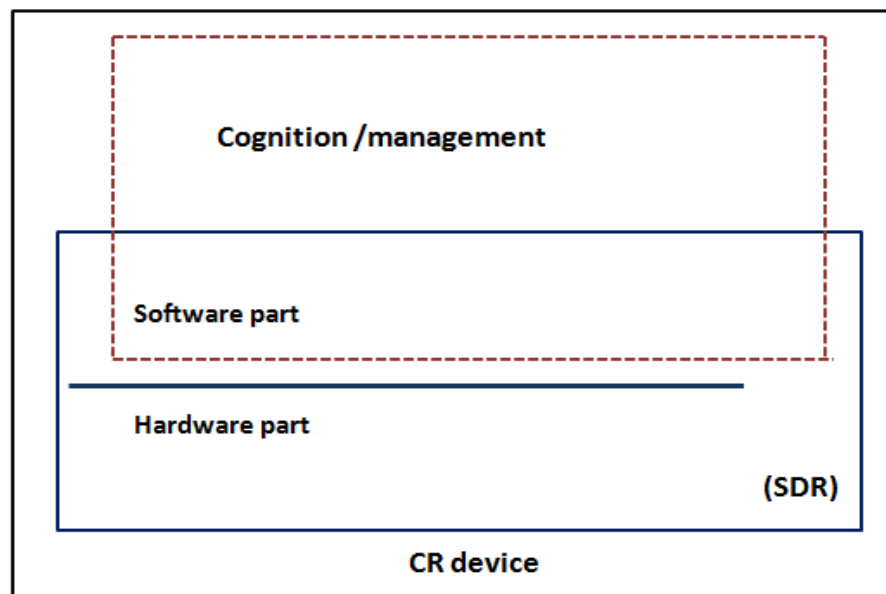 Cognition /management
Software part
Hardware part
(SDR)
CR device